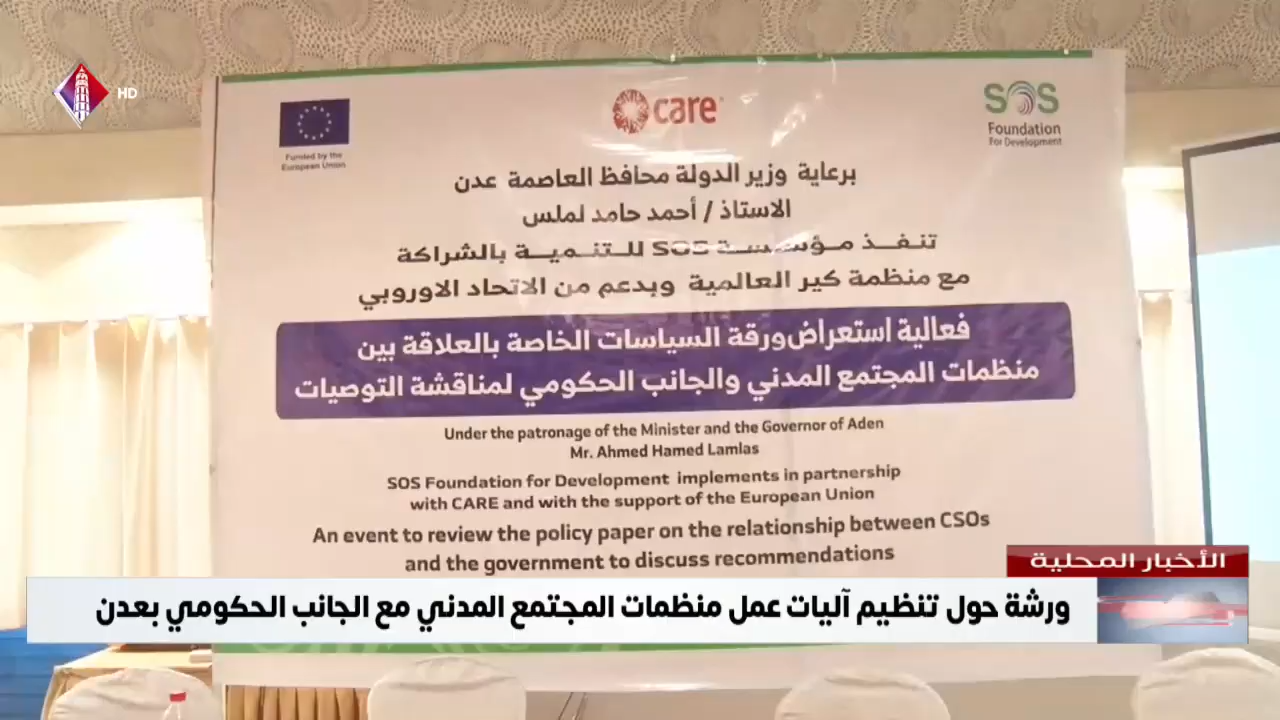 HD
Funded by the
European Union
care
SOS
Foundation
For Development
برعاية وزير الدولة محافظ العاصمة عدن
الاستاذ / أحمد حامد لملس
تنفذ مؤسسة SOS للتنمية بالشراكة
مع منظمة كير العالمية وبدعم من الاتحاد الاوروبي
فعالية استعراض ورقة السياسات الخاصة بالعلاقة بين
منظمات المجتمع المدني والجانب الحكومي لمناقشة التوصيات
Under the patronage of the Minister and the Governor of Aden
Mr. Ahmed Hamed Lamlas
SOS Foundation for Development implements in partnership
with CARE and with the support of the European Union
An event to review the policy paper on the relationship between CSOs
and the government to discuss recommendations
الأخبار المحلية
ورشة حول تنظيم آليات عمل منظمات المجتمع المدني مع الجانب الحكومي بعدن